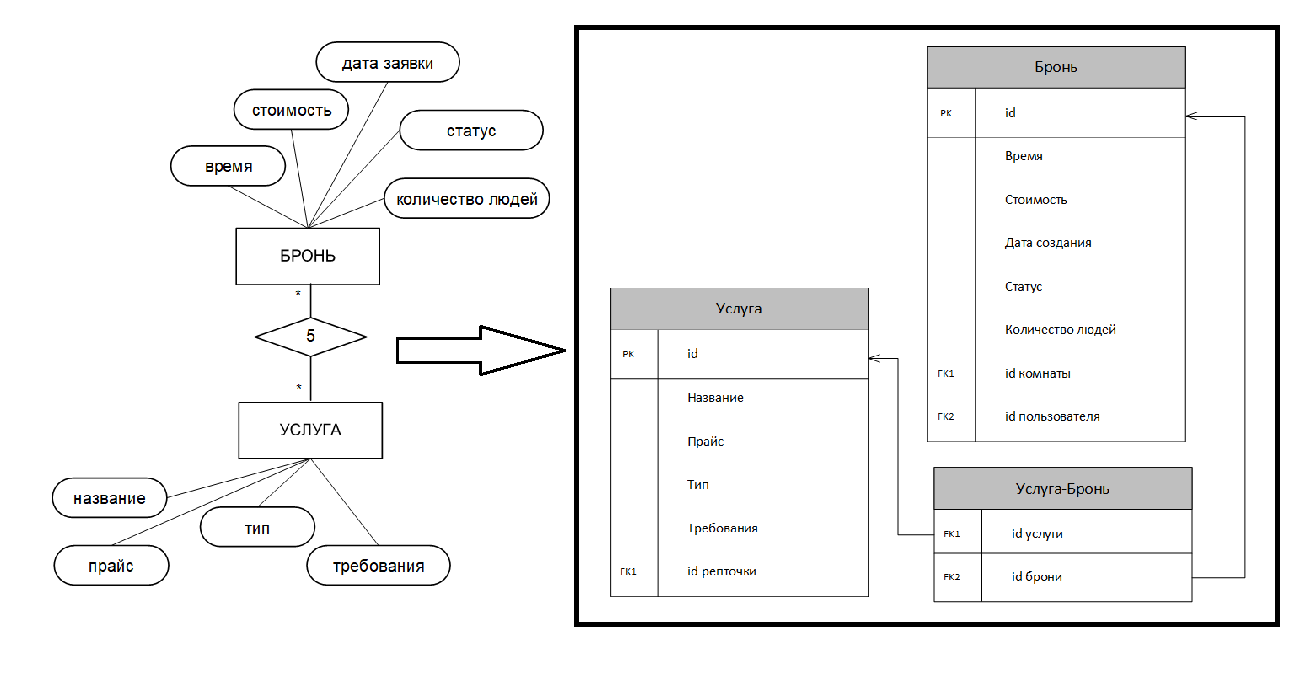 дата заявки
стоимость
статус
время
количество людей
БРОНЬ
*
5
*
УСЛУГА
название
тип
прайс
требования
Бронь
PK id
Время
Стоимость
Дата создания
Статус
Количество людей
FK1 id комнаты
FK2 id пользователя
Услуга
PK id
Название
Прайс
Тип
Требования
FK1 id репточки
Услуга-Бронь
FK1 id услуги
FK2 id брони